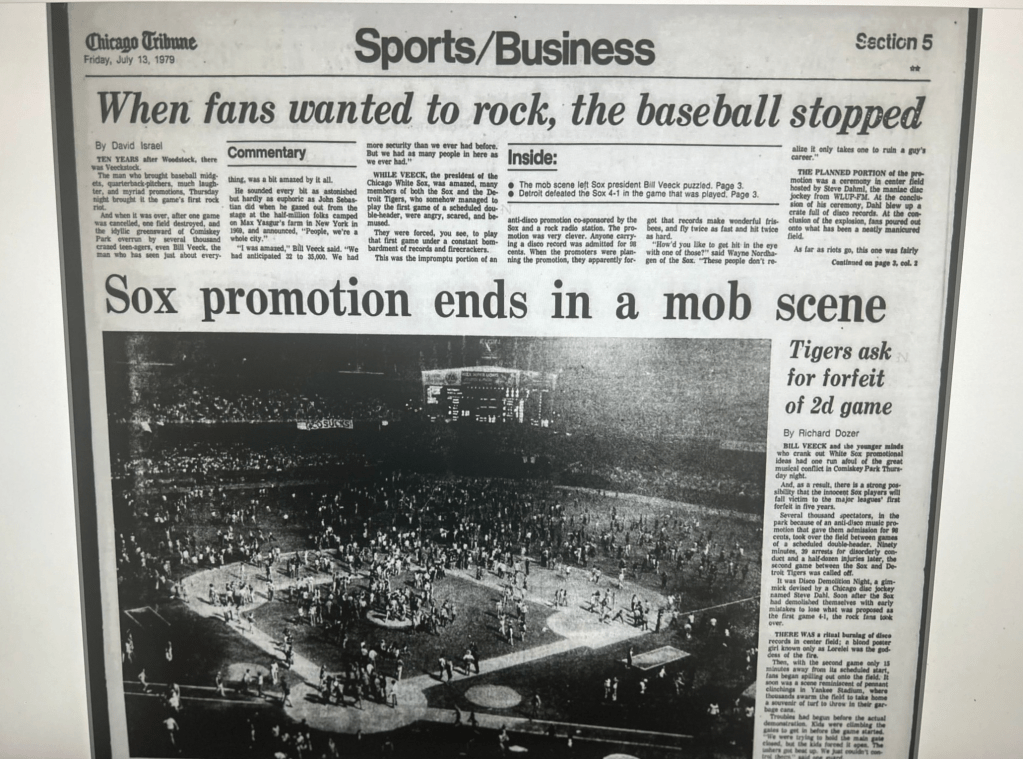 Chicago Tribune
Friday, July 13, 1979
Sports/Business
Section 5
**
When fans wanted to rock, the baseball stopped
By David Israel
TEN YEARS after Woodstock, there
was Veeckstock.
The man who brought baseball midg-
ets, quarterback-pitchers, much laugh-
ter, and myriad promotions, Thursday
night brought it the game's first rock
riot.
And when it was over, after one game
was cancelled, one field destroyed, and
the idyllic greensward of Comiskey
Park overrun by several thousand
crazed teen-agers, even Bill Veeck, the
man who has seen just about every-
Commentary
thing, was a bit amazed by it all.
He sounded every bit as astonished
but hardly as euphoric as John Sebas-
tian did when he gazed out from the
stage at the half-million folks camped
on Max Yasgur's farm in New York in
1969, and announced, "People, we're a
whole city."
"I was amazed," Bill Veeck said. "We
had anticipated 32 to 35,000. We had
more security than we ever had before.
But we had as many people in here as
we ever had."
WHILE VEECK, the president of the
Chicago White Sox, was amazed, many
members of both the Sox and the De-
troit Tigers, who somehow managed to
play the first game of a scheduled dou-
ble-header, were angry, scared, and be-
mused.
They were forced, you see, to play
that first game under a constant bom-
bardment of records and firecrackers.
This was the impromptu portion of an
Inside:
● The mob scene left Sox president Bill Veeck puzzled. Page 3.
● Detroit defeated the Sox 4-1 in the game that was played. Page 3.
anti-disco promotion co-sponsored by the
Sox and a rock radio station. The pro-
motion was very clever. Anyone carry-
ing a disco record was admitted for 98
cents. When the promoters were plan-
ning the promotion, they apparently for-
got that records make wonderful fris-
bees, and fly twice as fast and hit twice
as hard.
"How'd you like to get hit in the eye
with one of those?" said Wayne Nordha-
gen of the Sox. "These people don't re-
alize it only takes one to ruin a guy's
career."
THE PLANNED PORTION of the pro-
motion was a ceremony in center field
hosted by Steve Dahml, the maniac disc
jockey from WLUP-FM. At the conclu-
sion of his ceremony, Dahl blew up a
crate full of disco records. At the con-
clusion of the explosion, fans poured out
onto what has been a neatly manicured
field.
As far as riots go, this one was fairly
Continued on page 3, col. 2
Sox promotion ends in a mob scene
Tigers ask
for forfeit
of 2d game
By Richard Dozer
BILL VEECK and the younger minds
who crank out White Sox promotional
ideas had one run afoul of the great
musical conflict in Comiskey Park Thurs-
day night.
And, as a result, there is a strong pos-
sibility that the innocent Sox players will
fall victim to the major leagues' first
forfeit in five years.
Several thousand spectators, in the
park because of an anti-disco music pro-
motion that gave them admission for 98
cents, took over the field between games
of a scheduled double-header. Ninety
minutes, 39 arrests for disorderly con-
duct and a half-dozen injuries later, the
second game between the Sox and De-
troit Tigers was called off.
It was Disco Demolition Night, a gim-
mick devised by a Chicago disc jockey
named Steve Dahl. Soon after the Sox
had demolished themselves with early
mistakes to lose what was proposed as
the first game 4-1, the rock fans took
over.
THERE WAS a ritual burning of disco
records in center field; a blond poster
girl known only as Lorelei was the god-
dess of the fire.
Then, with the second game only 15
minutes away from its scheduled start,
fans began spilling out onto the field. It
soon was a scene reminiscent of pennant
clinchings in Yankee Stadium, where
thousands swarm the field to take home
a souvenir of turf to throw in their gar-
bage cans.
Troubles had begun before the actual
demonstration. Kids were climbing the
gates to get in before the game started.
"We were trying to hold the main gate
closed, but the kids forced it open. The
ushers got beat up. We just couldn't con-
trol them," said one guard.